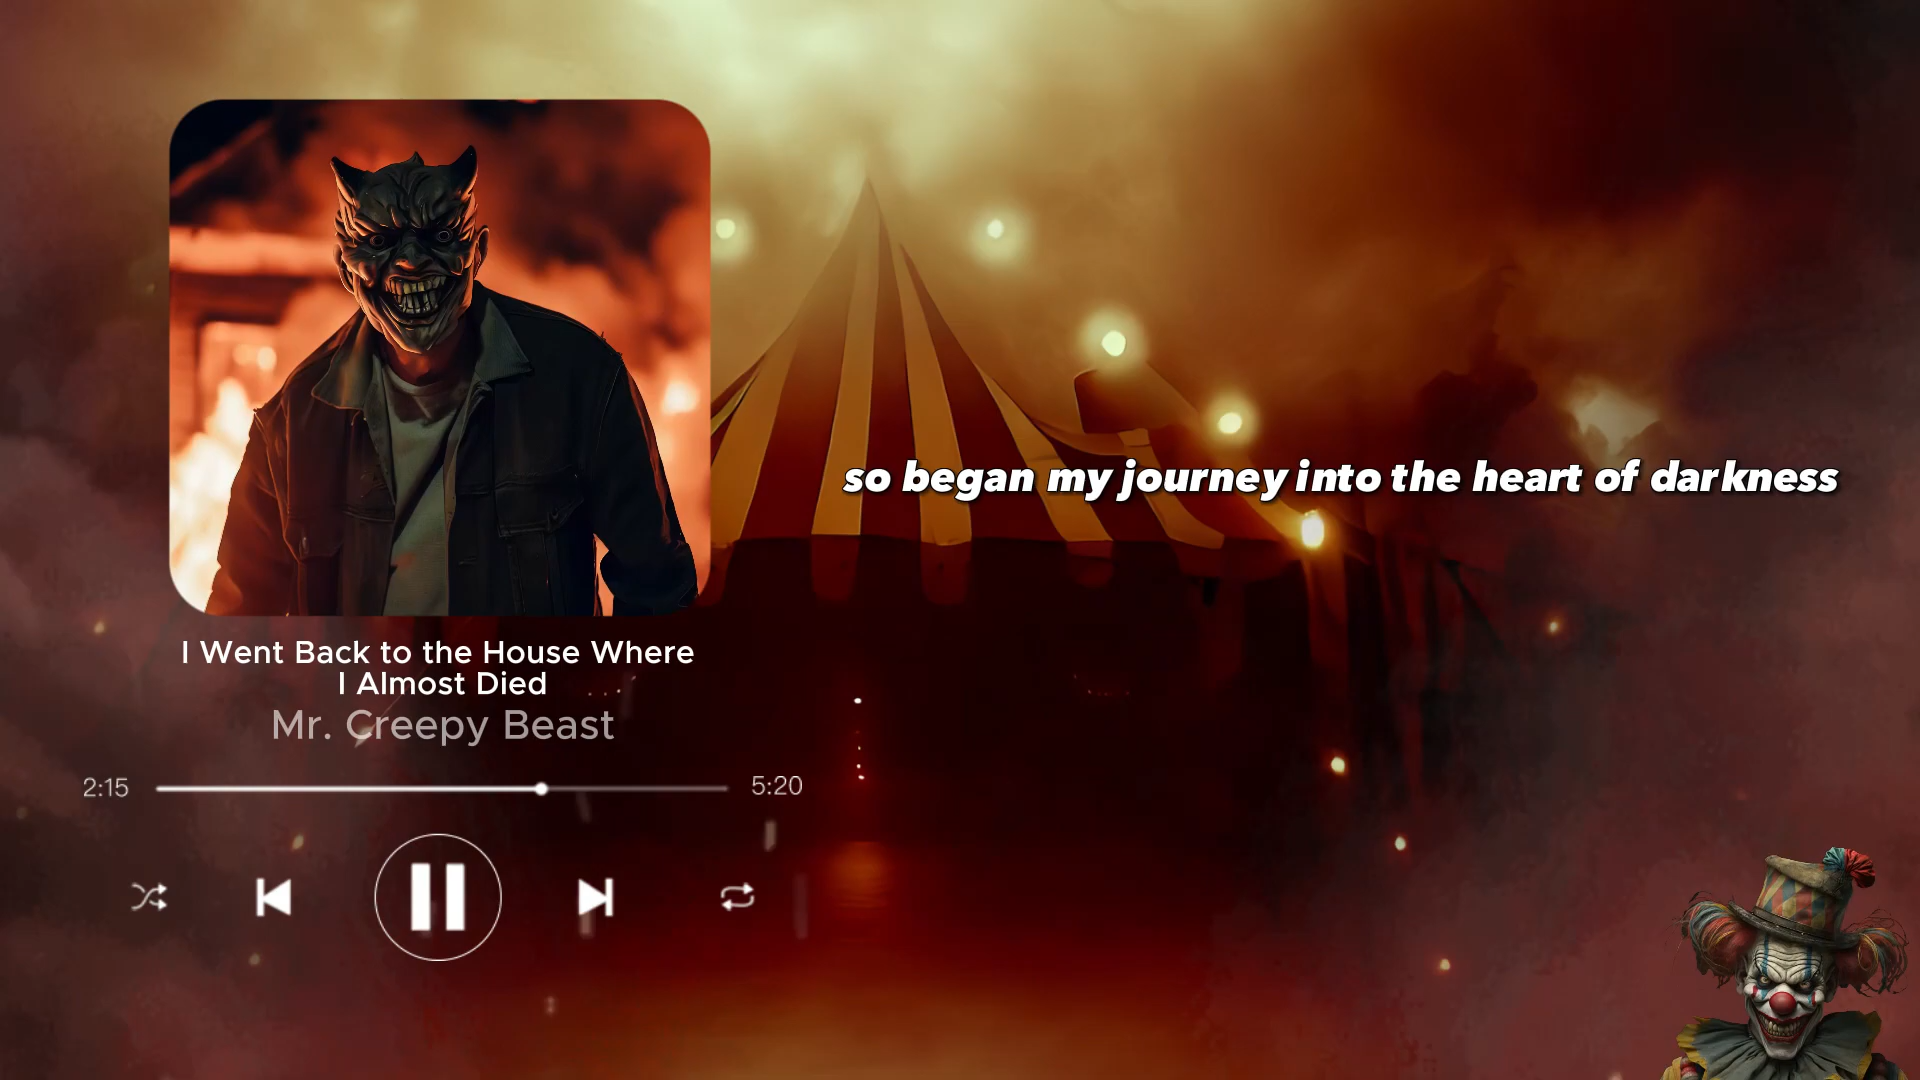 so began my journey into the heart of darkness
I Went Back to the House Where
I Almost Died
Mr. Creepy Beast
2:15
5:20